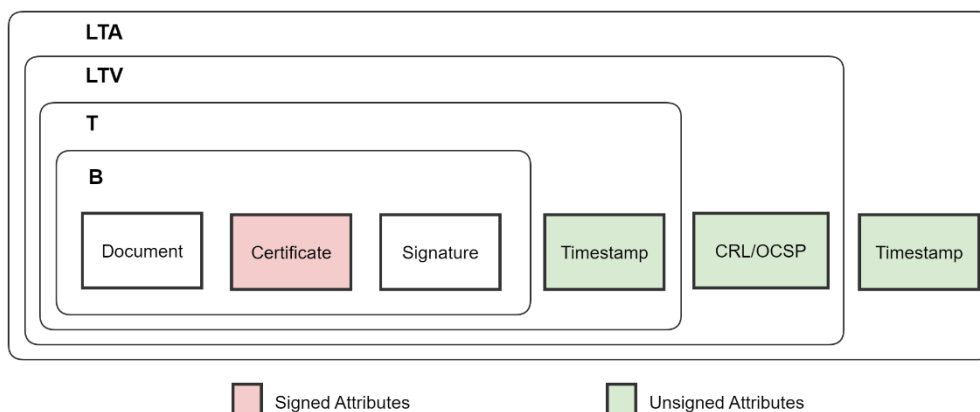 LTA
LTV
T
B
Document
Certificate
Signature
Timestamp
CRL/OCSP
Timestamp
Signed Attributes
Unsigned Attributes